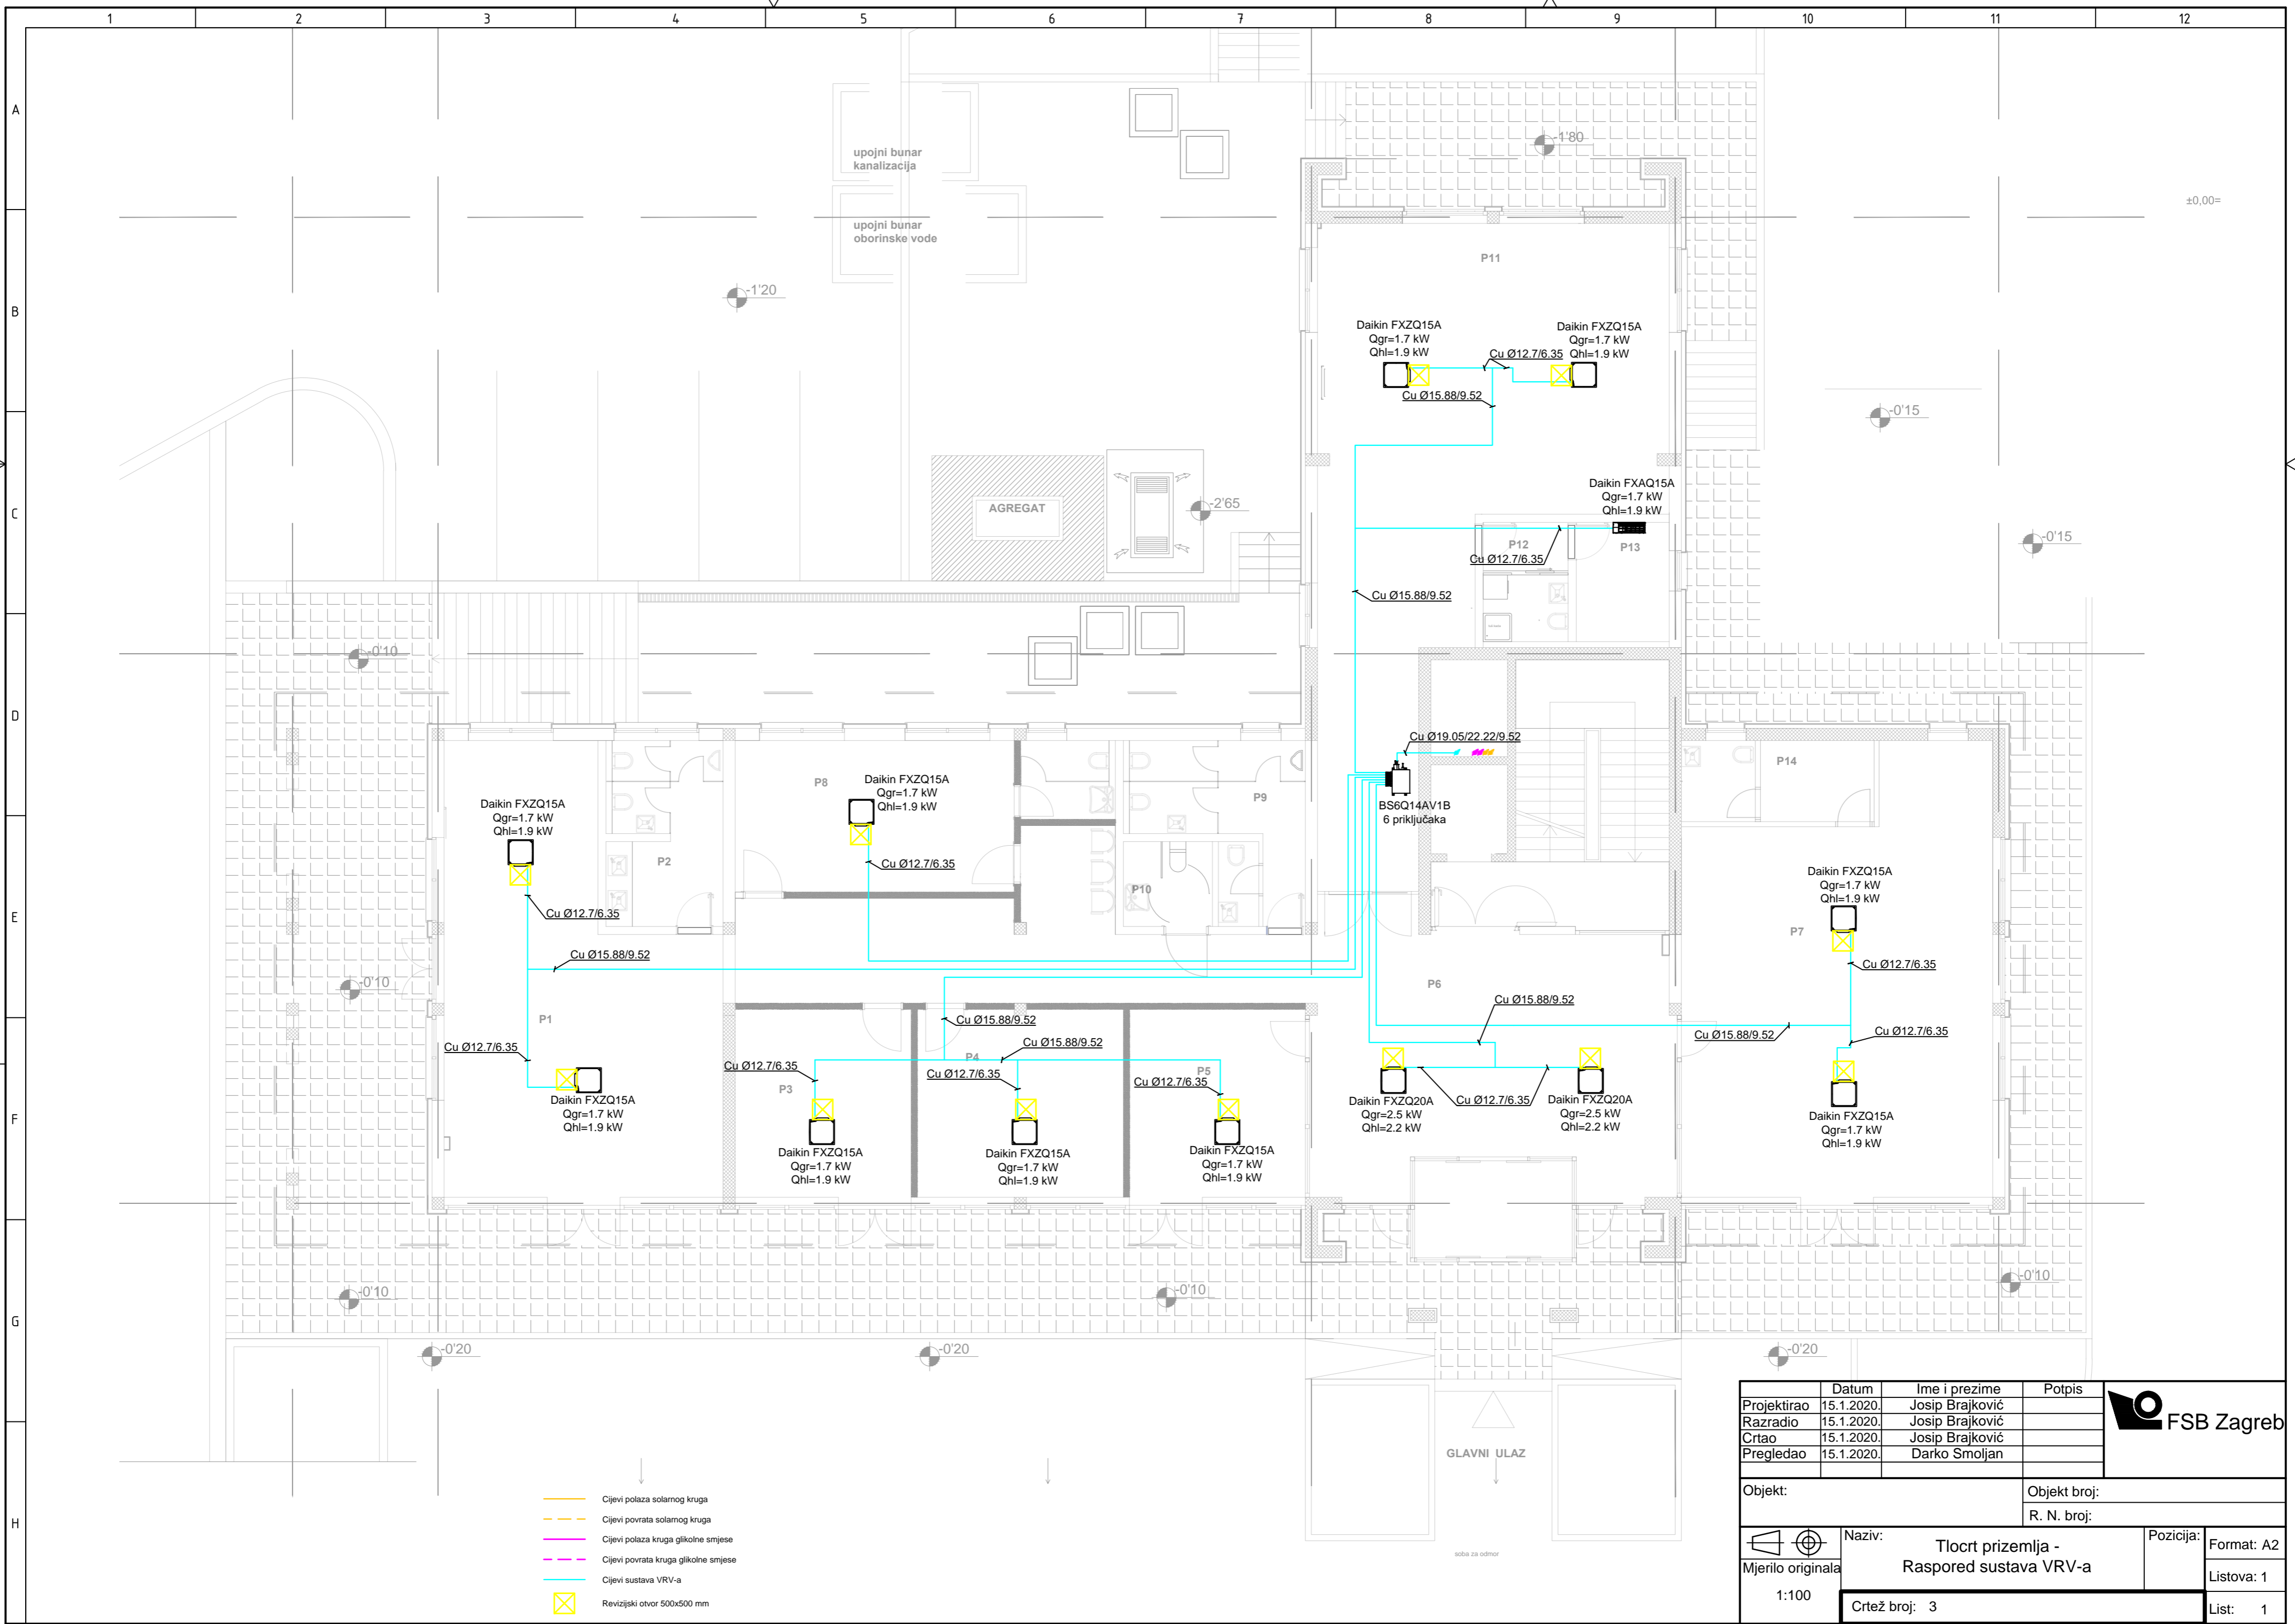 1 2 3 4 5 6 7 8 9 10 11 12
A
B
C
D
E
F
G
H
upojni bunar
kanalizacija
upojni bunar
oborinske vode
-1'80
±0,00=
-1'20
P11
Daikin FXZQ15A
Qgr=1.7 kW
Qhl=1.9 kW
Daikin FXZQ15A
Qgr=1.7 kW
Qhl=1.9 kW
Cu Ø12.7/6.35
Cu Ø15.88/9.52
-0'15
AGREGAT
-2'65
Daikin FXAQ15A
Qgr=1.7 kW
Qhl=1.9 kW
P12
P13
Cu Ø12.7/6.35
-0'15
Cu Ø15.88/9.52
-0'10
Cu Ø19.05/22.22/9.52
BS6Q14AV1B
6 priključaka
P8
Daikin FXZQ15A
Qgr=1.7 kW
Qhl=1.9 kW
Cu Ø12.7/6.35
P9
P14
Daikin FXZQ15A
Qgr=1.7 kW
Qhl=1.9 kW
P2
P10
Cu Ø12.7/6.35
Cu Ø15.88/9.52
-0'10
P1
Cu Ø12.7/6.35
Daikin FXZQ15A
Qgr=1.7 kW
Qhl=1.9 kW
Cu Ø15.88/9.52
Cu Ø15.88/9.52
P4
Cu Ø12.7/6.35
P3
Cu Ø12.7/6.35
P5
Cu Ø12.7/6.35
Daikin FXZQ15A
Qgr=1.7 kW
Qhl=1.9 kW
Daikin FXZQ15A
Qgr=1.7 kW
Qhl=1.9 kW
Daikin FXZQ15A
Qgr=1.7 kW
Qhl=1.9 kW
P6
Cu Ø15.88/9.52
Daikin FXZQ20A
Qgr=2.5 kW
Qhl=2.2 kW
Cu Ø12.7/6.35
Daikin FXZQ20A
Qgr=2.5 kW
Qhl=2.2 kW
Daikin FXZQ15A
Qgr=1.7 kW
Qhl=1.9 kW
P7
Cu Ø12.7/6.35
Cu Ø15.88/9.52
Cu Ø12.7/6.35
Daikin FXZQ15A
Qgr=1.7 kW
Qhl=1.9 kW
-0'10
-0'10
-0'10
-0'20
-0'20
-0'20
GLAVNI ULAZ
soba za odmor
Cijevi polaza solarnog kruga
Cijevi povrata solarnog kruga
Cijevi polaza kruga glikolne smjese
Cijevi povrata kruga glikolne smjese
Cijevi sustava VRV-a
Revizijski otvor 500x500 mm
Datum Ime i prezime Potpis
Projektirao 15.1.2020. Josip Brajković
Razradio 15.1.2020. Josip Brajković
Crtao 15.1.2020. Josip Brajković
Pregledao 15.1.2020. Darko Smoljan
FSB Zagreb
Objekt:
Objekt broj:
R. N. broj:
Mjerilo originala
1:100
Naziv:
Tlocrt prizemlja -
Raspored sustava VRV-a
Pozicija:
Format: A2
Listova: 1
Crtež broj: 3
List: 1